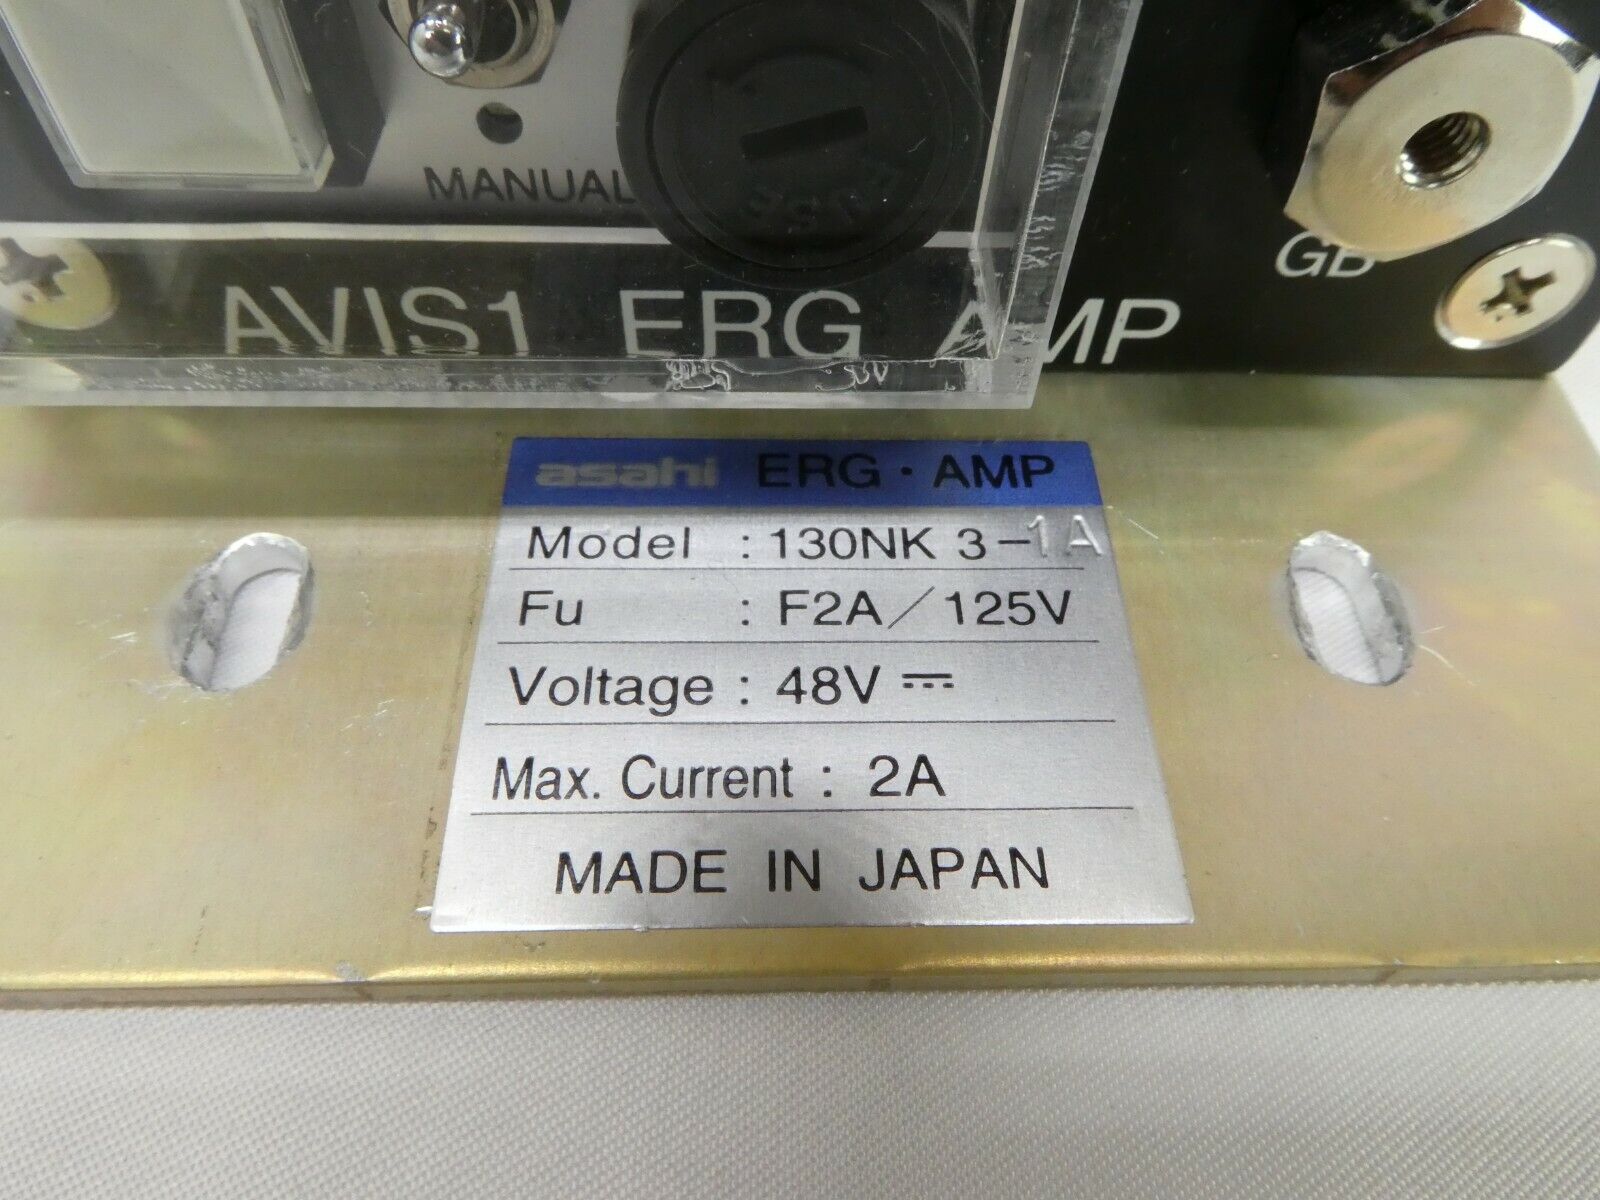 MANUAL
FUSE
GB
AVIS1 ERG AMP
asahi ERG・AMP
Model : 130NK 3-1A
Fu : F2A/125V
Voltage : 48V ⎓
Max. Current : 2A
MADE IN JAPAN